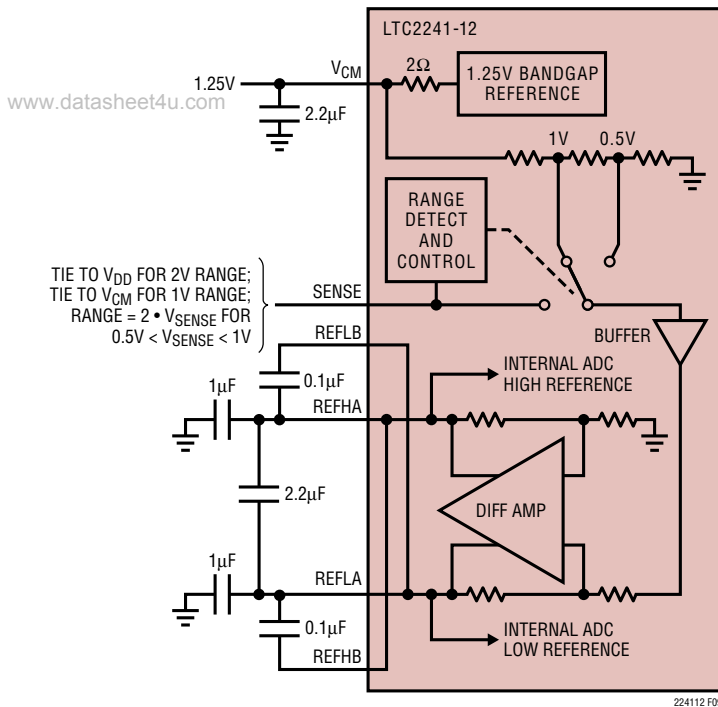 LTC2241-12
1.25V
VCM
2Ω
1.25V BANDGAP
REFERENCE
www.datasheet4u.com
2.2µF
1V
0.5V
RANGE
DETECT
AND
CONTROL
TIE TO VDD FOR 2V RANGE;
TIE TO VCM FOR 1V RANGE;
RANGE = 2 • VSENSE FOR
0.5V < VSENSE < 1V
SENSE
BUFFER
REFLB
INTERNAL ADC
HIGH REFERENCE
0.1µF
1µF
REFHA
2.2µF
DIFF AMP
1µF
REFLA
0.1µF
INTERNAL ADC
LOW REFERENCE
REFHB